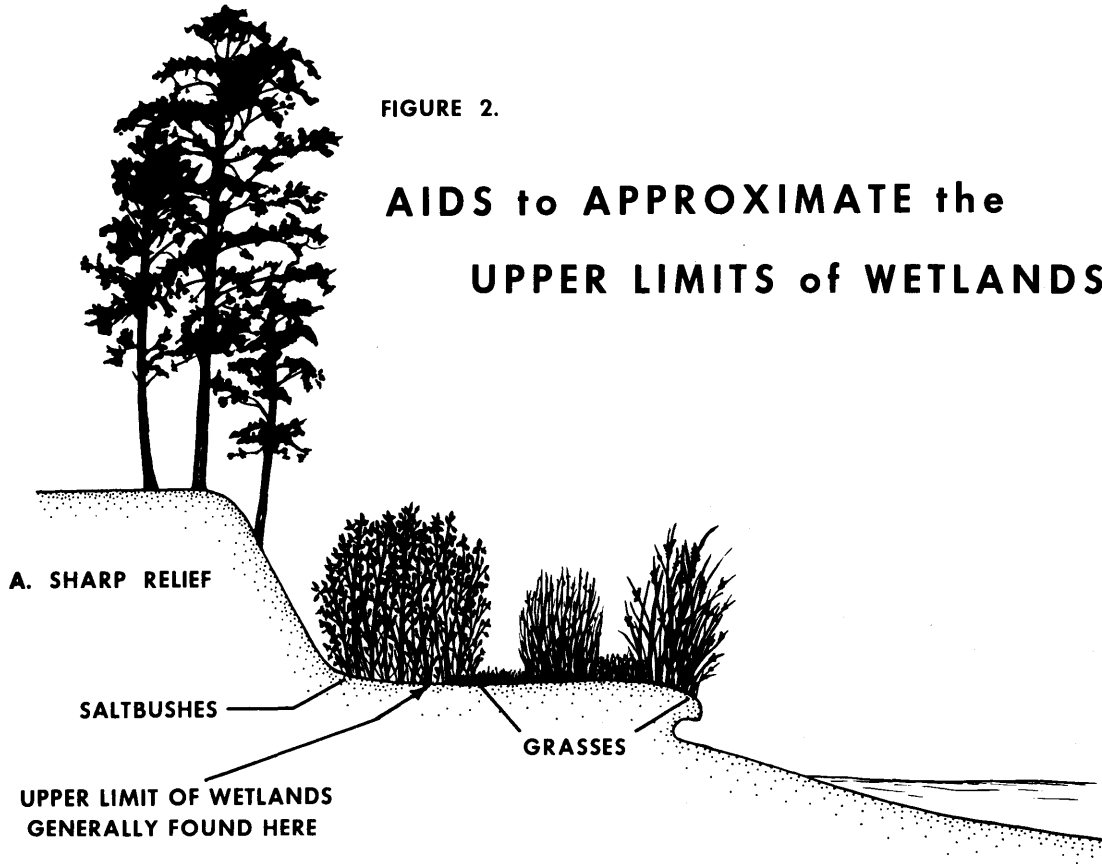 FIGURE 2.
AIDS to APPROXIMATE the
UPPER LIMITS of WETLANDS
A. SHARP RELIEF
SALTBUSHES
GRASSES
UPPER LIMIT OF WETLANDS
GENERALLY FOUND HERE